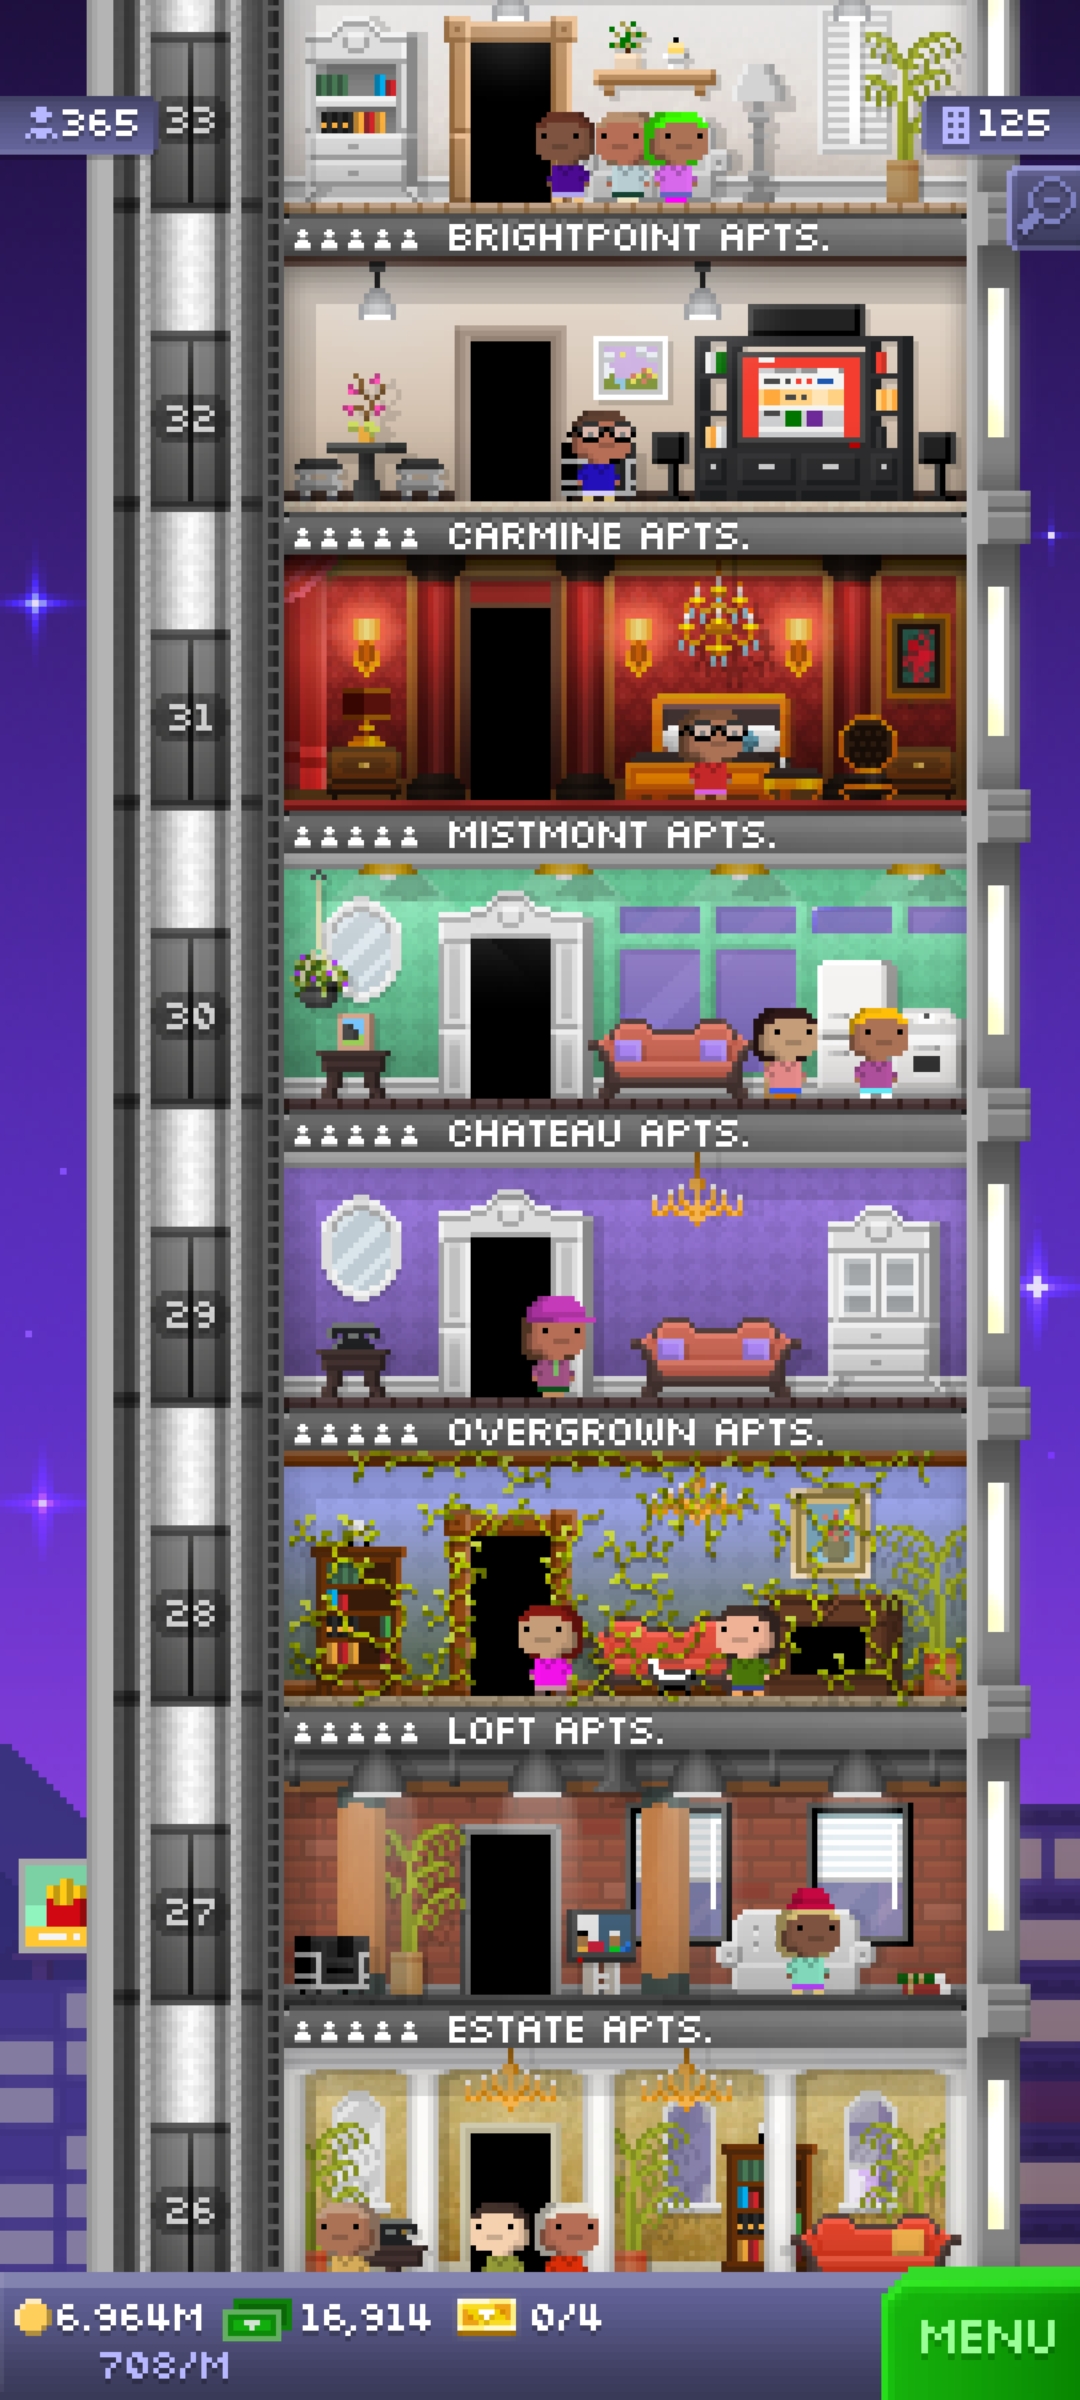 365
33
125
BRIGHTPOINT APTS.
32
CARMINE APTS.
31
MISTMONT APTS.
30
CHATEAU APTS.
29
OVERGROWN APTS.
28
LOFT APTS.
27
ESTATE APTS.
26
6.964M 16,914 0/4
708/M
MENU